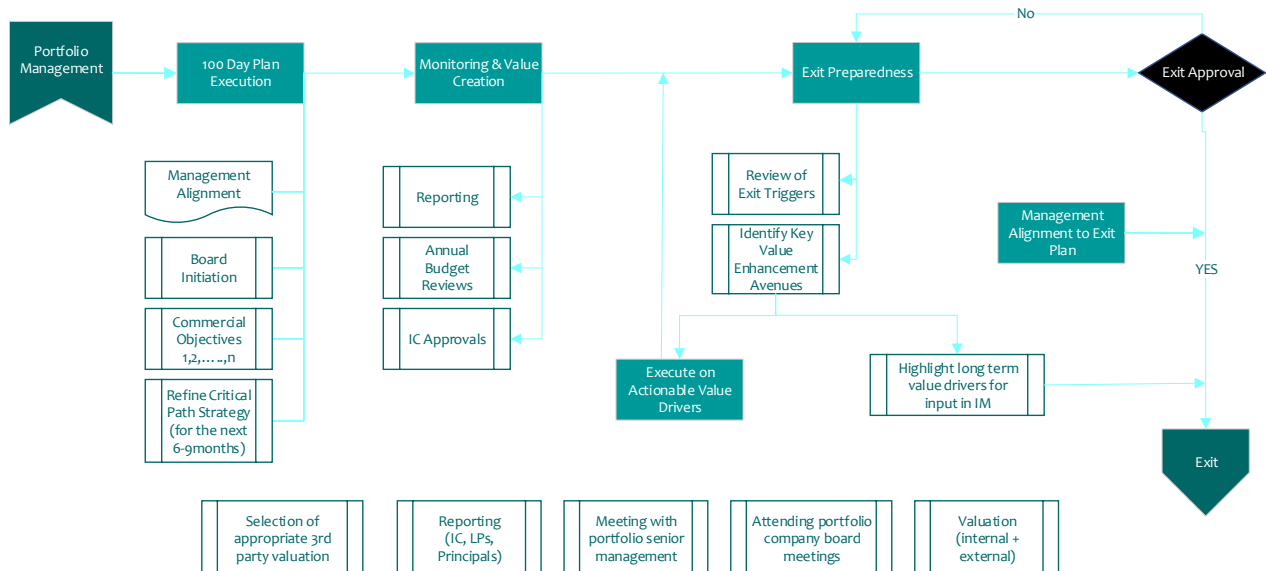 No
Portfolio
Management
100 Day Plan
Execution
Monitoring & Value
Creation
Exit Preparedness
Exit Approval
Management
Alignment
Board
Initiation
Commercial
Objectives
1,2,…..,n
Refine Critical
Path Strategy
(for the next
6-9months)
Reporting
Annual
Budget
Reviews
IC Approvals
Review of
Exit Triggers
Identify Key
Value
Enhancement
Avenues
Management
Alignment to Exit
Plan
YES
Execute on
Actionable Value
Drivers
Highlight long term
value drivers for
input in IM
Exit
Selection of
appropriate 3rd
party valuation
Reporting
(IC, LPs,
Principals)
Meeting with
portfolio senior
management
Attending portfolio
company board
meetings
Valuation
(internal +
external)